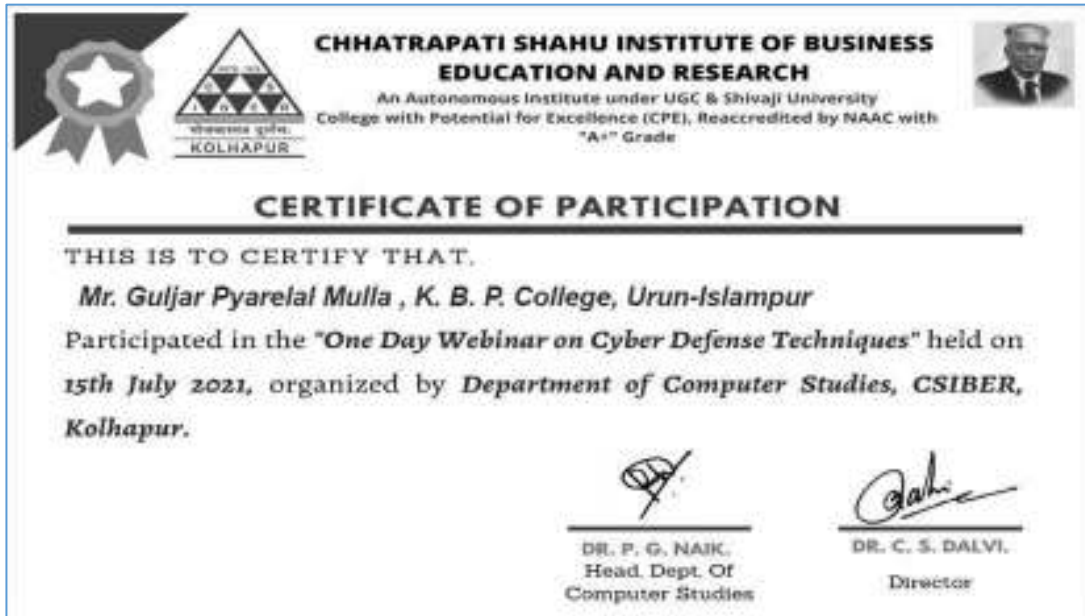 CHHATRAPATI SHAHU INSTITUTE OF BUSINESS
EDUCATION AND RESEARCH
An Autonomous Institute under UGC & Shivaji University
College with Potential for Excellence (CPE), Reaccredited by NAAC with
"A+" Grade
KOLHAPUR
CERTIFICATE OF PARTICIPATION
THIS IS TO CERTIFY THAT,
Mr. Guljar Pyarelal Mulla , K. B. P. College, Urun-Islampur
Participated in the "One Day Webinar on Cyber Defense Techniques" held on
15th July 2021, organized by Department of Computer Studies, CSIBER,
Kolhapur.
DR. P. G. NAIK,
Head, Dept. Of
Computer Studies
DR. C. S. DALVI,
Director